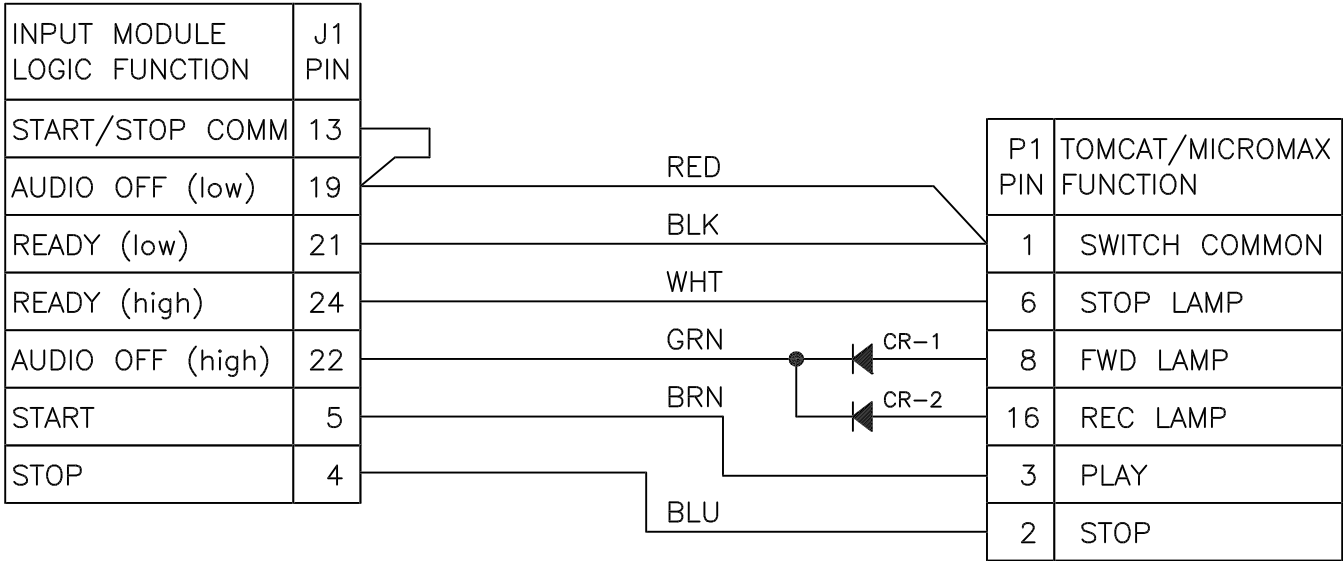 INPUT MODULE J1
LOGIC FUNCTION PIN
START/STOP COMM 13
AUDIO OFF (low) 19
READY (low) 21
READY (high) 24
AUDIO OFF (high) 22
START 5
STOP 4
RED
BLK
WHT
GRN
CR-1
BRN
CR-2
BLU
P1 TOMCAT/MICROMAX
PIN FUNCTION
1 SWITCH COMMON
6 STOP LAMP
8 FWD LAMP
16 REC LAMP
3 PLAY
2 STOP